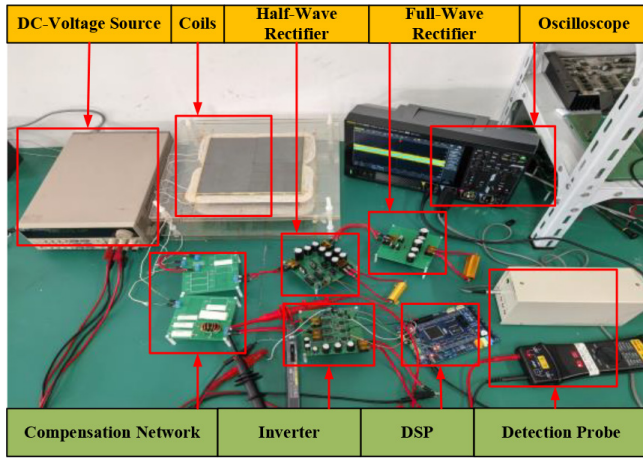 DC-Voltage Source
Coils
Half-Wave
Rectifier
Full-Wave
Rectifier
Oscilloscope
Compensation Network
Inverter
DSP
Detection Probe